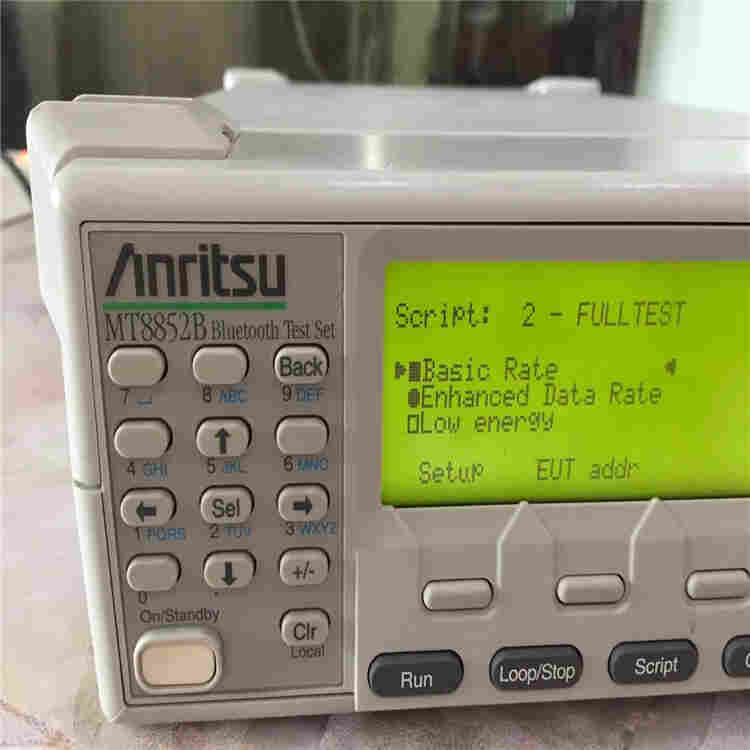 Anritsu
MT8852B Bluetooth Test Set
Back
7 8 ABC 9 DEF
4 GHI 5 JKL 6 MNO
Sel
1 PQRS 2 TUV 3 WXYZ
+/-
0 .
On/Standby
Clr
Local
Script: 2 - FULLTEST
Basic Rate
Enhanced Data Rate
Low energy
Setup EUT addr
Run Loop/Stop Script